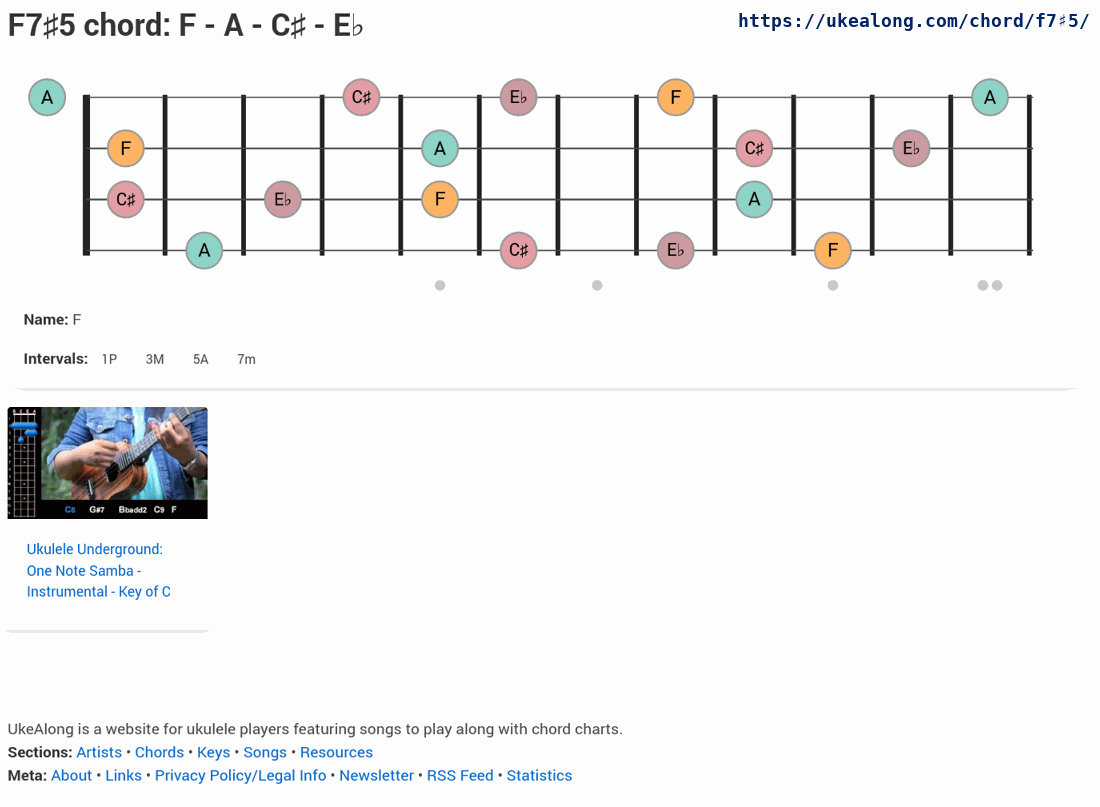 F7♯5 chord: F - A - C♯ - E♭
https://ukealong.com/chord/f7♯5/
A C♯ E♭ F A
F A C♯ E♭
C♯ E♭ F A
A C♯ E♭ F
Name: F
Intervals: 1P 3M 5A 7m
G#7 Bbadd2 C9 F
Ukulele Underground:
One Note Samba -
Instrumental - Key of C
UkeAlong is a website for ukulele players featuring songs to play along with chord charts.
Sections: Artists • Chords • Keys • Songs • Resources
Meta: About • Links • Privacy Policy/Legal Info • Newsletter • RSS Feed • Statistics